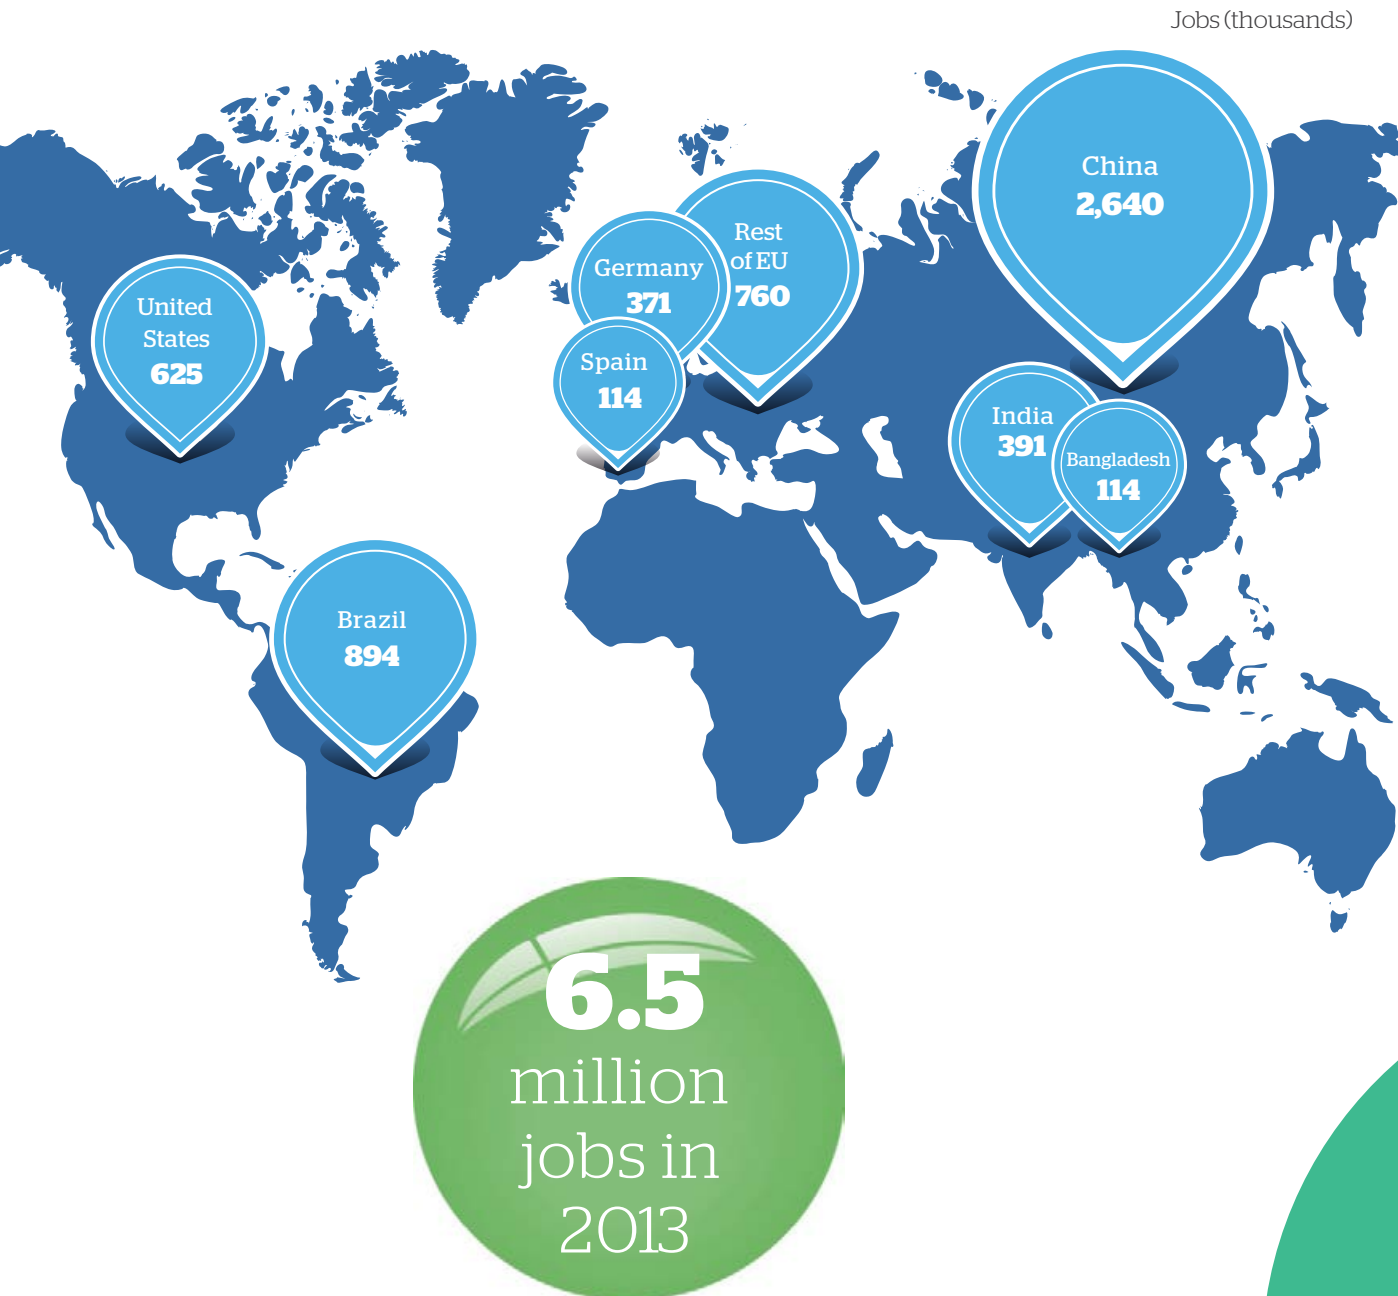 Jobs (thousands)
China
2,640
Rest
of EU
760
Germany
371
United
States
625
Spain
114
India
391
Bangladesh
114
Brazil
894
6.5
million
jobs in
2013